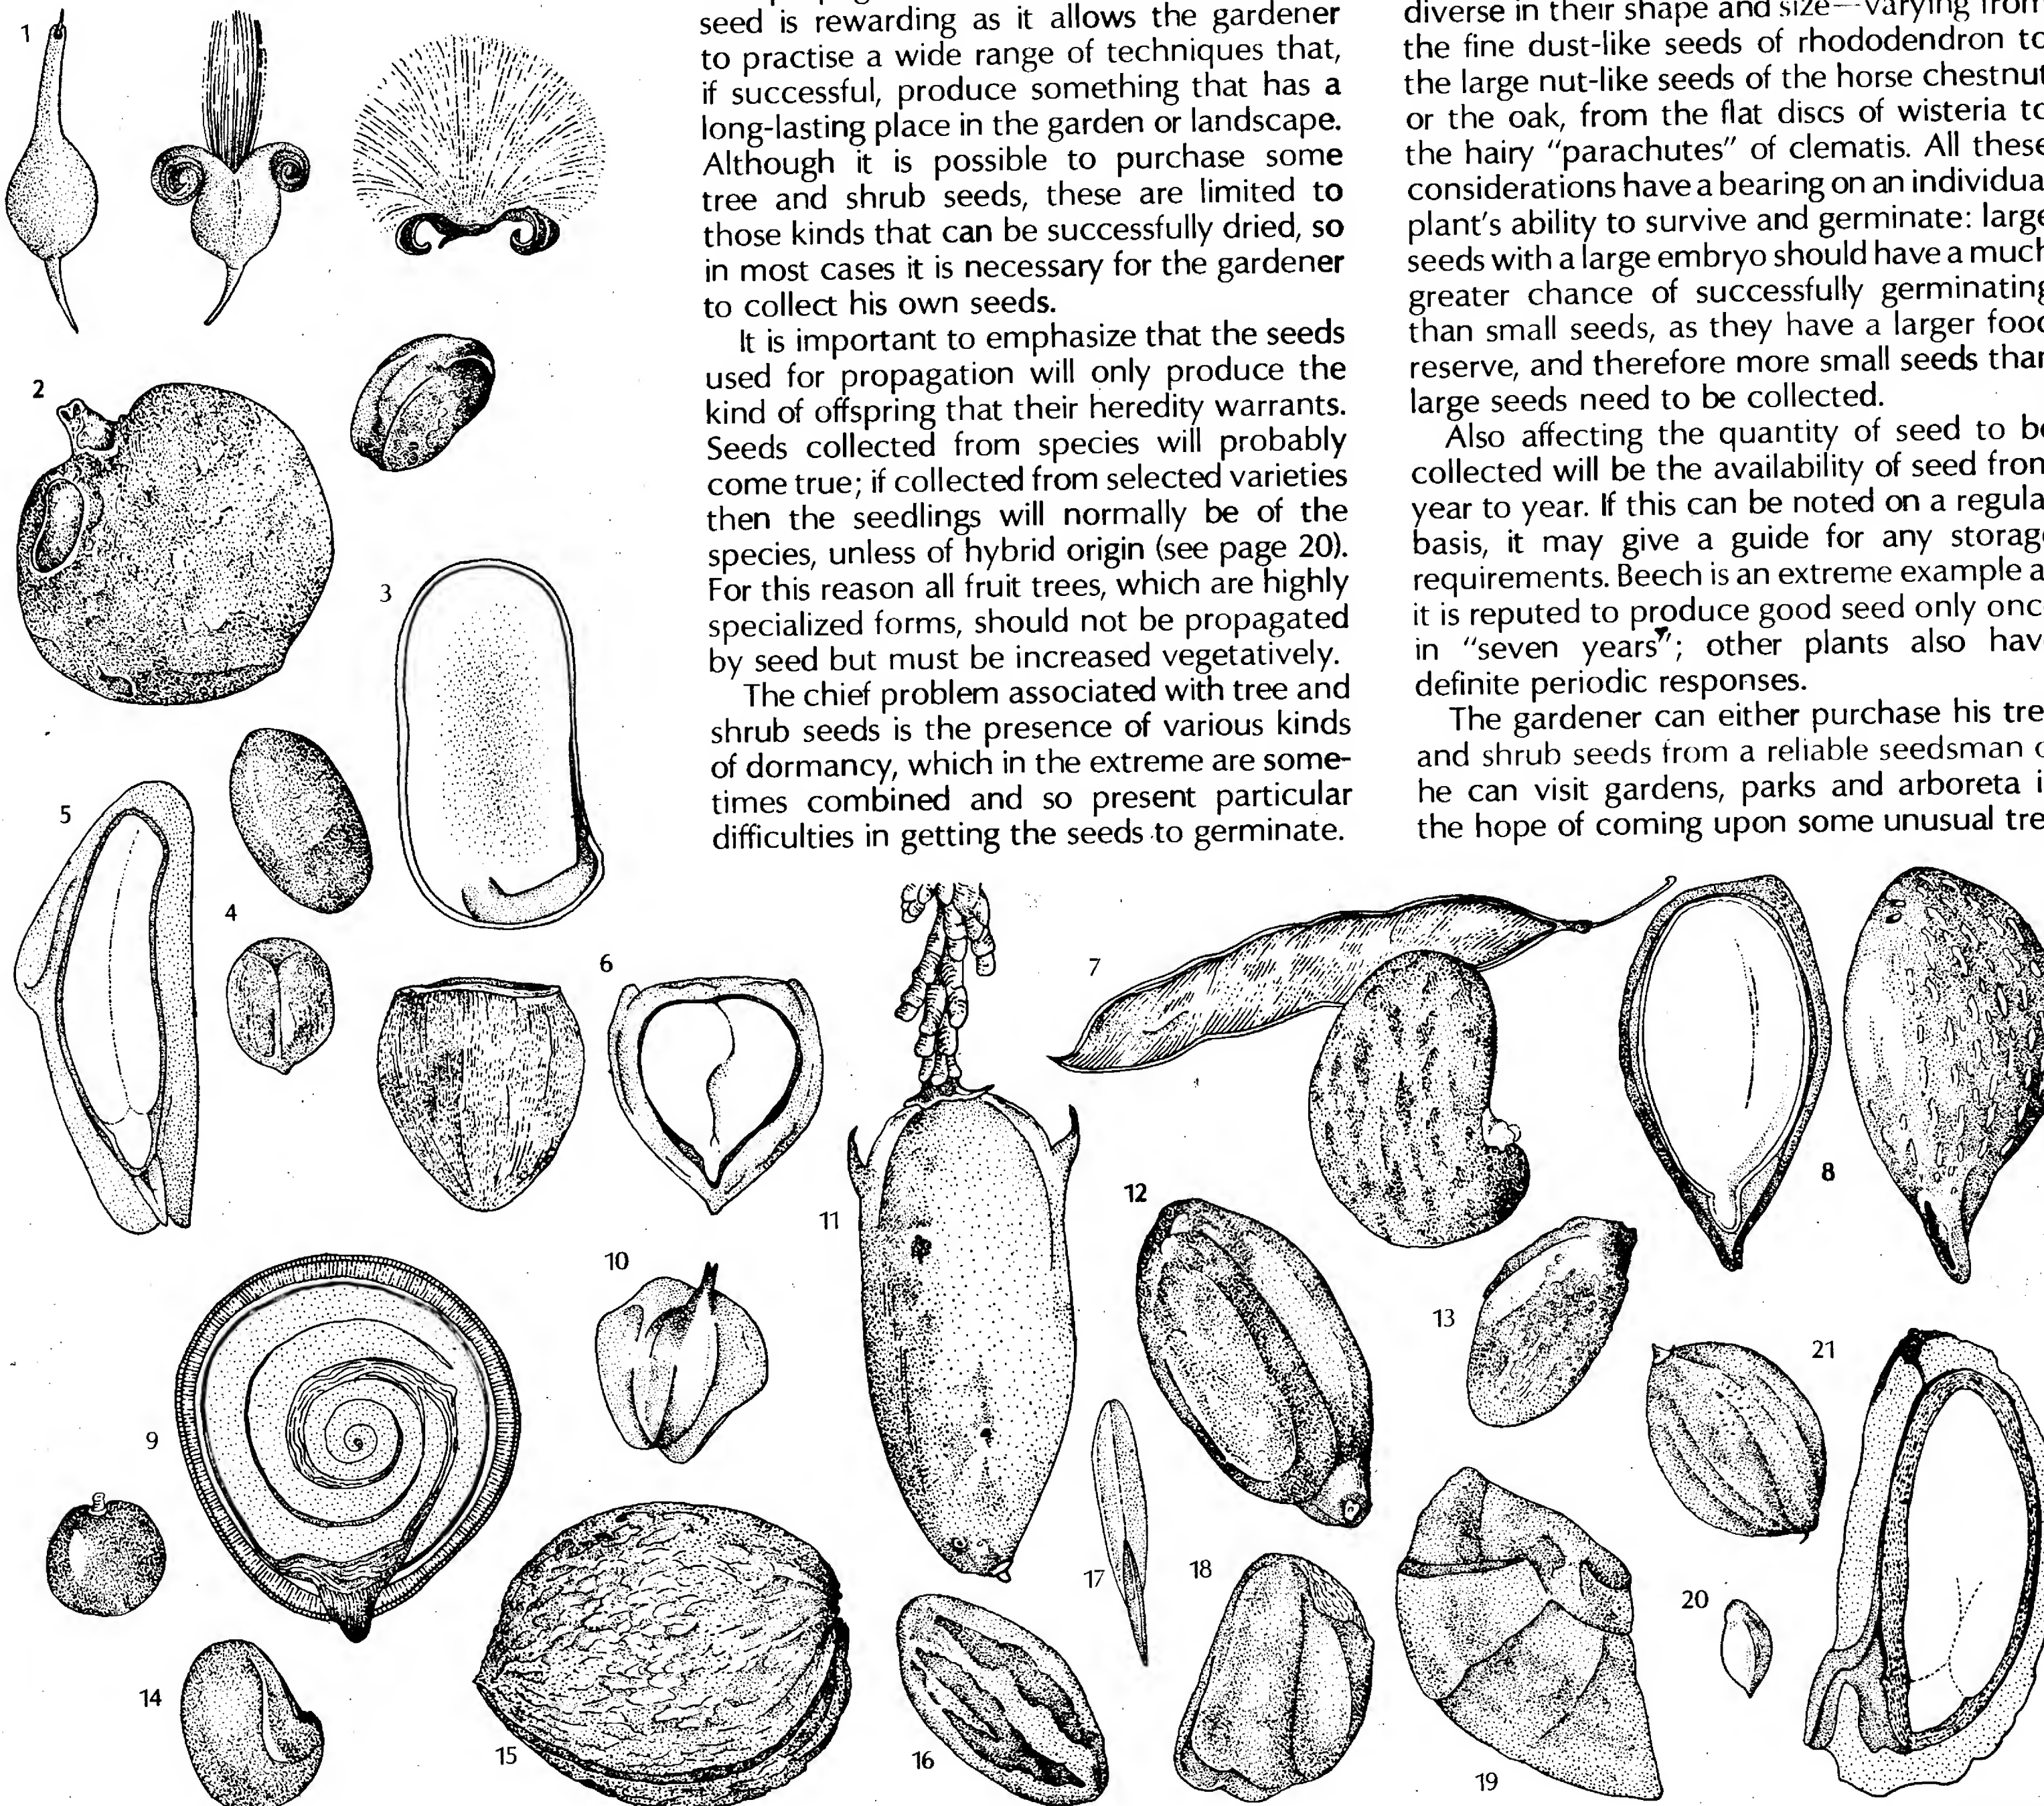 seed is rewarding as it allows the gardener
to practise a wide range of techniques that,
if successful, produce something that has a
long-lasting place in the garden or landscape.
Although it is possible to purchase some
tree and shrub seeds, these are limited to
those kinds that can be successfully dried, so
in most cases it is necessary for the gardener
to collect his own seeds.
It is important to emphasize that the seeds
used for propagation will only produce the
kind of offspring that their heredity warrants.
Seeds collected from species will probably
come true; if collected from selected varieties
then the seedlings will normally be of the
species, unless of hybrid origin (see page 20).
For this reason all fruit trees, which are highly
specialized forms, should not be propagated
by seed but must be increased vegetatively.
The chief problem associated with tree and
shrub seeds is the presence of various kinds
of dormancy, which in the extreme are some-
times combined and so present particular
difficulties in getting the seeds to germinate.
diverse in their shape and size—varying from
the fine dust-like seeds of rhododendron to
the large nut-like seeds of the horse chestnut
or the oak, from the flat discs of wisteria to
the hairy "parachutes" of clematis. All these
considerations have a bearing on an individua
plant's ability to survive and germinate: large
seeds with a large embryo should have a much
greater chance of successfully germinating
than small seeds, as they have a larger food
reserve, and therefore more small seeds than
large seeds need to be collected.
Also affecting the quantity of seed to be
collected will be the availability of seed from
year to year. If this can be noted on a regula
basis, it may give a guide for any storag
requirements. Beech is an extreme example a
it is reputed to produce good seed only onc
in "seven years"; other plants also hav
definite periodic responses.
The gardener can either purchase his tre
and shrub seeds from a reliable seedsman o
he can visit gardens, parks and arboreta i
the hope of coming upon some unusual tre
1
2
3
4
5
6
7
8
9
10
11
12
13
14
15
16
17
18
19
20
21